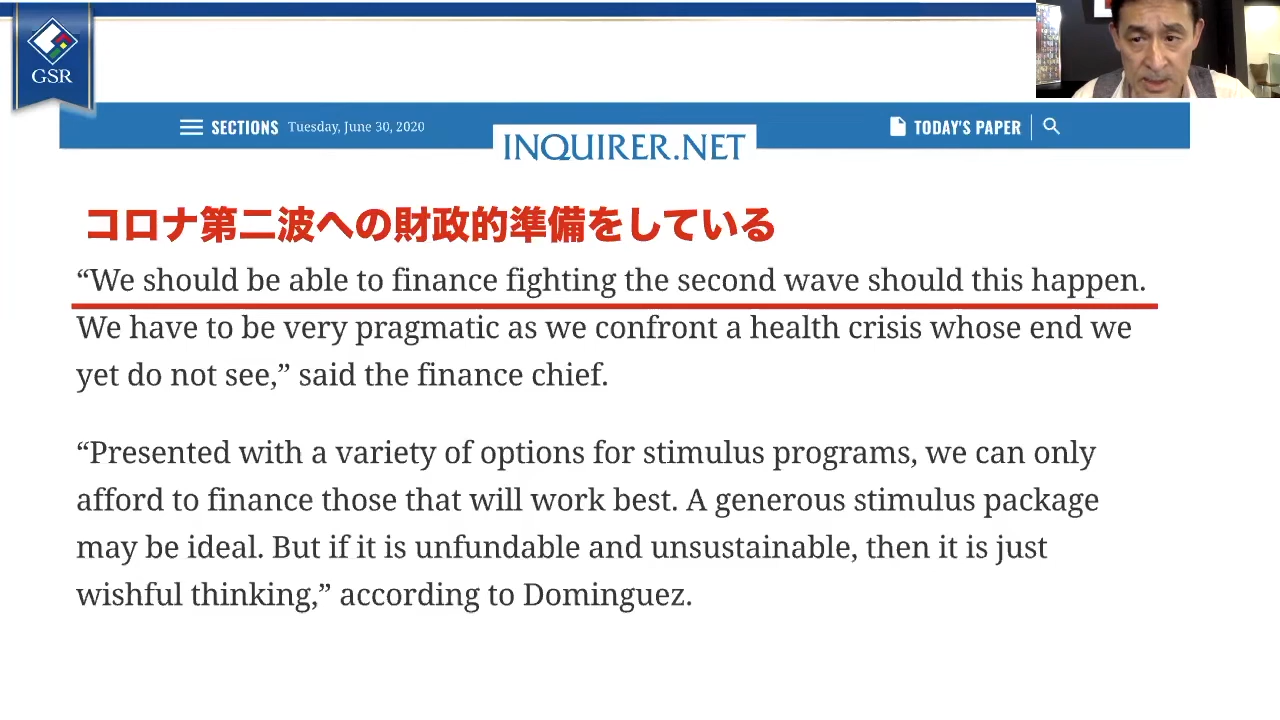 GSR
SECTIONS Tuesday, June 30, 2020
INQUIRER.NET
TODAY'S PAPER
コロナ第二波への財政的準備をしている
“We should be able to finance fighting the second wave should this happen.
We have to be very pragmatic as we confront a health crisis whose end we
yet do not see,” said the finance chief.
“Presented with a variety of options for stimulus programs, we can only
afford to finance those that will work best. A generous stimulus package
may be ideal. But if it is unfundable and unsustainable, then it is just
wishful thinking,” according to Dominguez.